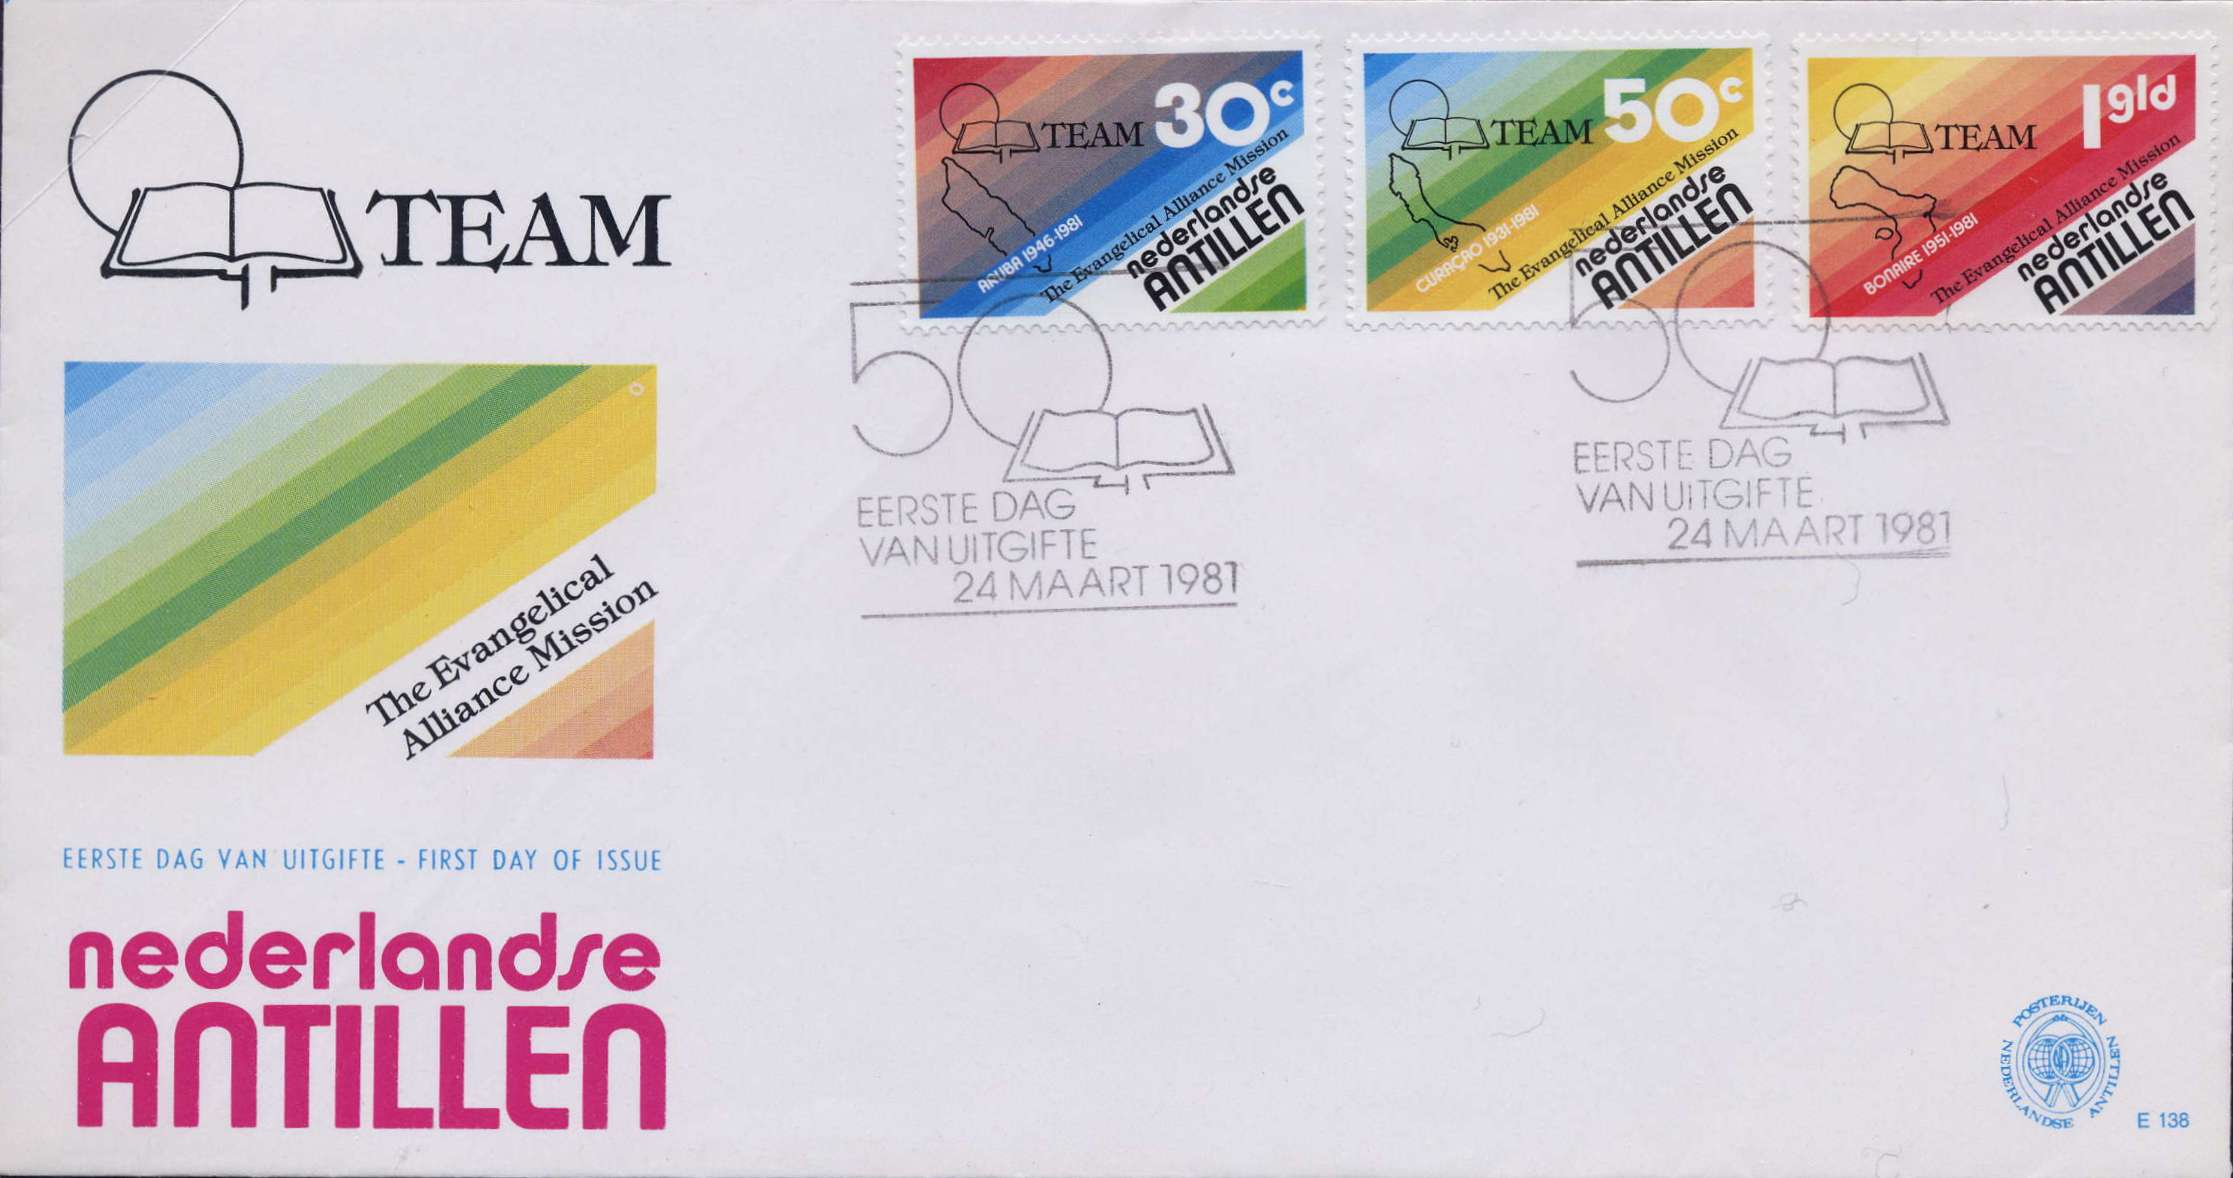 TEAM
The Evangelical
Alliance Mission
EERSTE DAG VAN UITGIFTE - FIRST DAY OF ISSUE
nederlandse
ANTILLEN
TEAM 30c
ARUBA 1946-1981
The Evangelical Alliance Mission
nederlandse
ANTILLEN
TEAM 50c
CURAÇAO 1931-1981
The Evangelical Alliance Mission
nederlandse
ANTILLEN
TEAM 1gld
BONAIRE 1951-1981
The Evangelical Alliance Mission
nederlandse
ANTILLEN
50
EERSTE DAG
VAN UITGIFTE
24 MAART 1981
50
EERSTE DAG
VAN UITGIFTE
24 MAART 1981
POSTERIJEN
NEDERLANDSE ANTILLEN
E 138